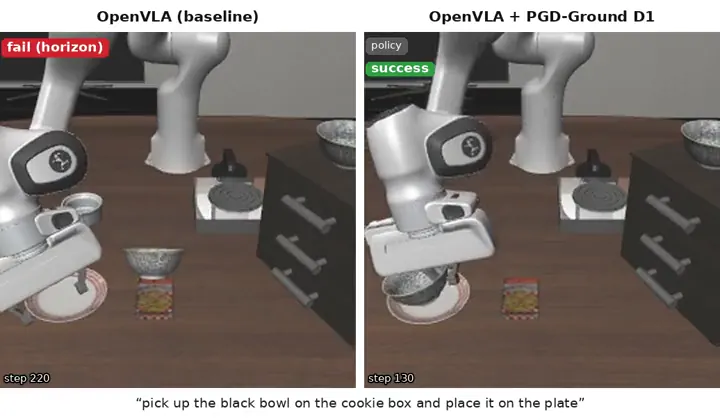 OpenVLA (baseline)
OpenVLA + PGD-Ground D1
fail (horizon)
policy
success
step 220
step 130
“pick up the black bowl on the cookie box and place it on the plate”